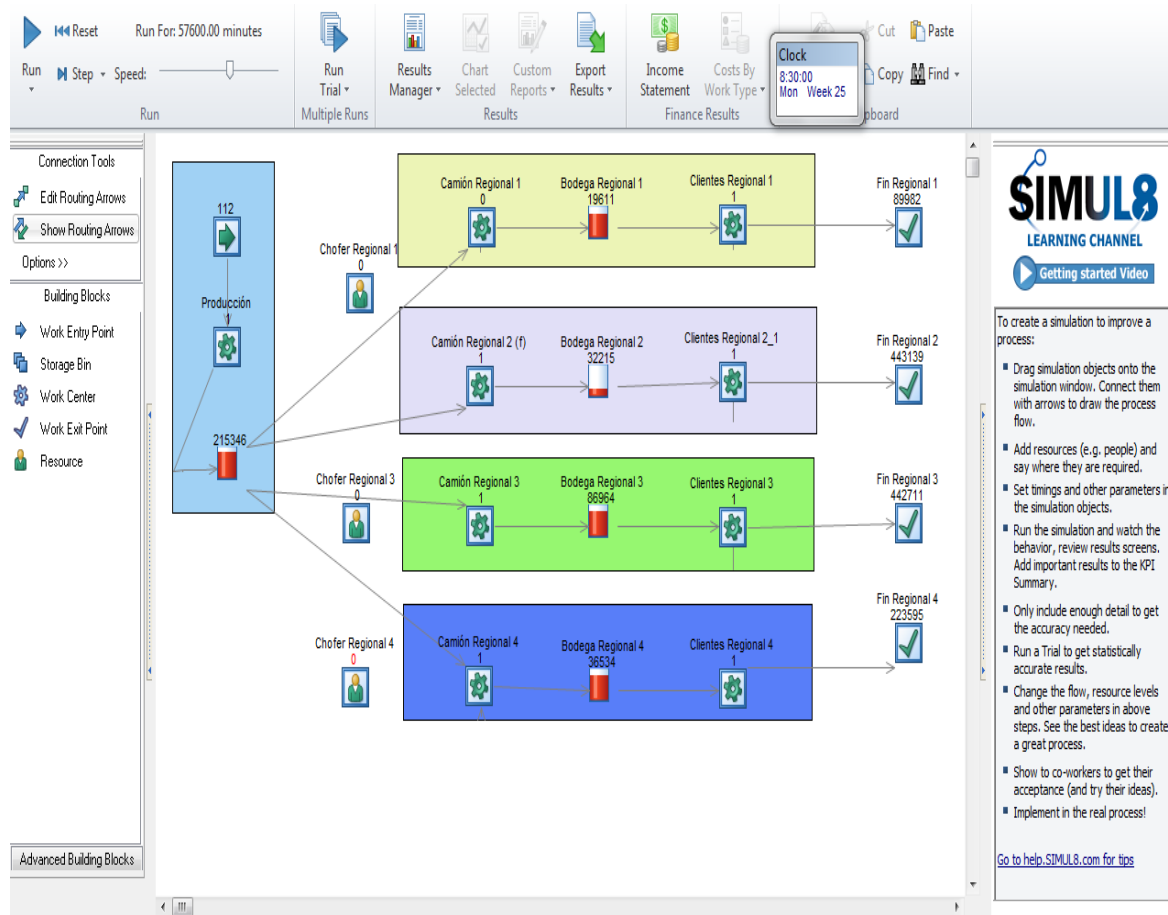 Reset
Run For: 57600.00 minutes
Run
Step
Speed:
Run
Run
Trial
Multiple Runs
Results
Manager
Chart
Selected
Custom
Reports
Export
Results
Results
Income
Statement
Costs By
Work Type
Finance Results
Clock
8:30:00
Mon Week 25
Cut
Copy
Paste
Find
pboard
Connection Tools
Edit Routing Arrows
Show Routing Arrows
Options >>
Building Blocks
Work Entry Point
Storage Bin
Work Center
Work Exit Point
Resource
Advanced Building Blocks
112
Producción
1
215346
Chofer Regional 1
0
Camión Regional 1
0
Bodega Regional 1
19611
Clientes Regional 1
1
Fin Regional 1
89982
Camión Regional 2 (f)
1
Bodega Regional 2
32215
Clientes Regional 2_1
1
Fin Regional 2
443139
Chofer Regional 3
0
Camión Regional 3
1
Bodega Regional 3
86964
Clientes Regional 3
1
Fin Regional 3
442711
Chofer Regional 4
0
Camión Regional 4
1
Bodega Regional 4
36534
Clientes Regional 4
1
Fin Regional 4
223595
SIMUL8
LEARNING CHANNEL
Getting started Video
To create a simulation to improve a
process:
Drag simulation objects onto the
simulation window. Connect them
with arrows to draw the process
flow.
Add resources (e.g. people) and
say where they are required.
Set timings and other parameters in
the simulation objects.
Run the simulation and watch the
behavior, review results screens.
Add important results to the KPI
Summary.
Only include enough detail to get
the accuracy needed.
Run a Trial to get statistically
accurate results.
Change the flow, resource levels
and other parameters in above
steps. See the best ideas to create
a great process.
Show to co-workers to get their
acceptance (and try their ideas).
Implement in the real process!
Go to help.SIMUL8.com for tips